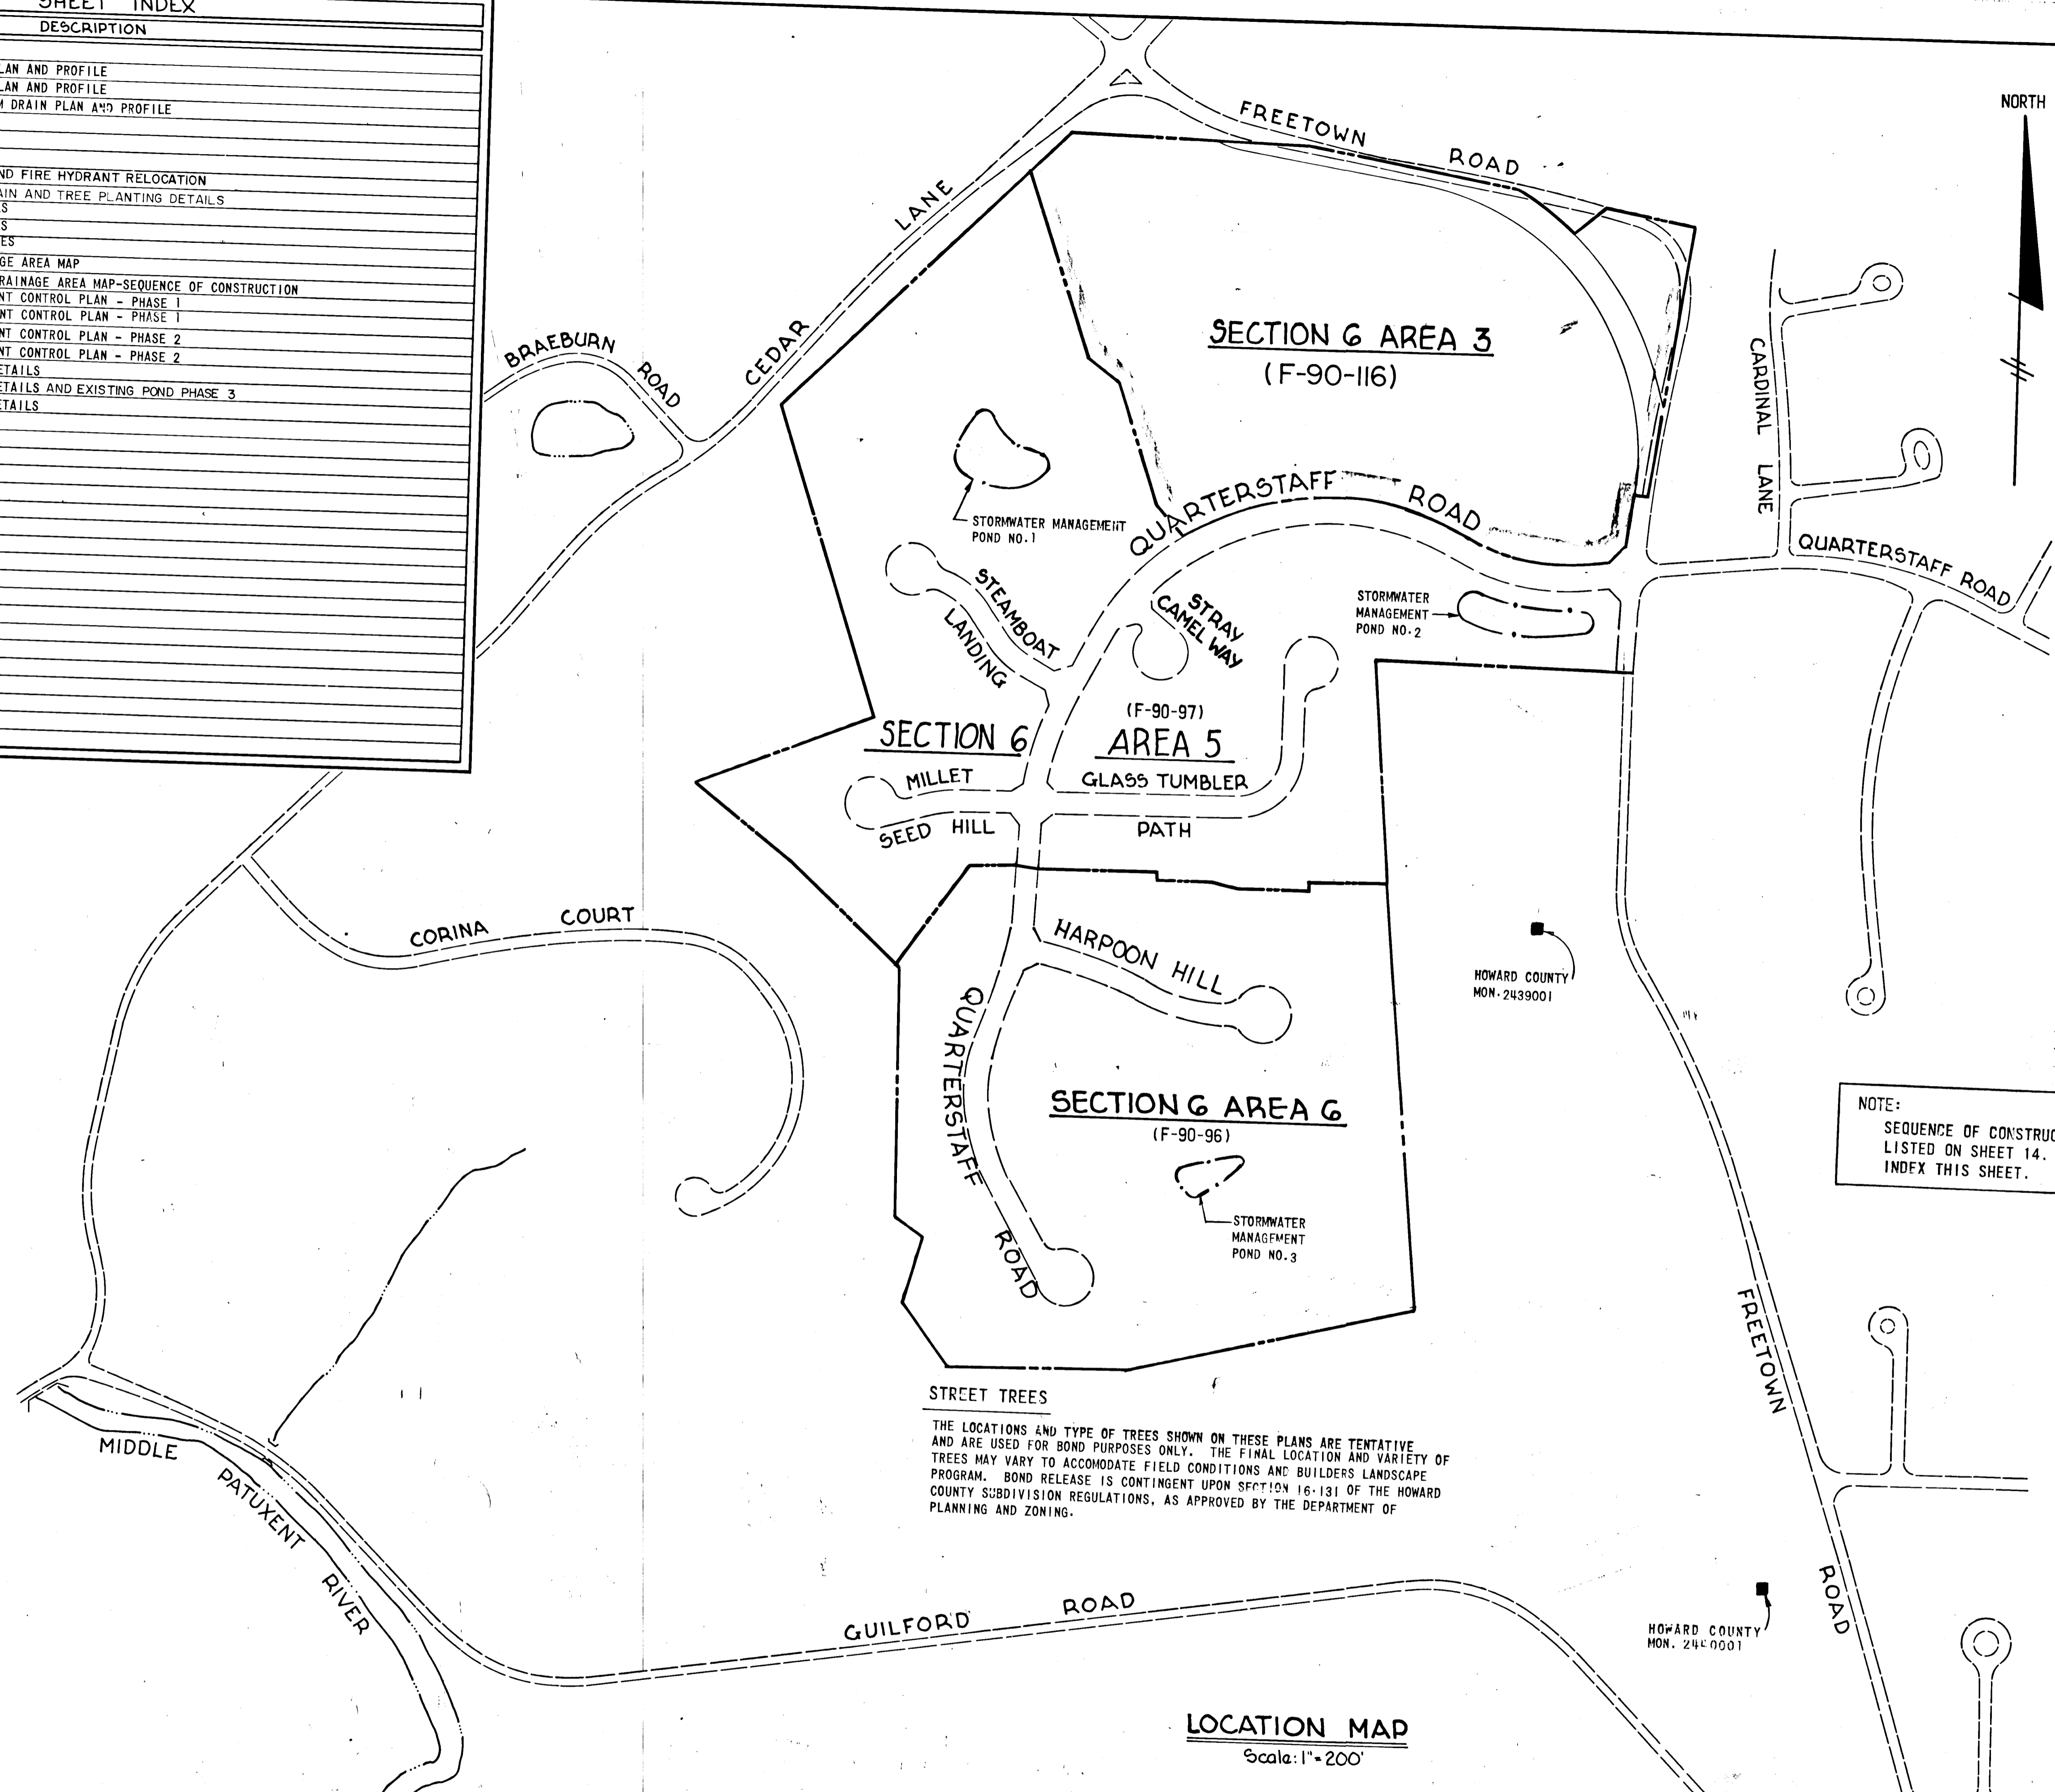 SHEET INDEX
DESCRIPTION
LAN AND PROFILE
LAN AND PROFILE
M DRAIN PLAN AND PROFILE
ND FIRE HYDRANT RELOCATION
AIN AND TREE PLANTING DETAILS
LS
S
ES
GE AREA MAP
RAINAGE AREA MAP-SEQUENCE OF CONSTRUCTION
NT CONTROL PLAN - PHASE 1
NT CONTROL PLAN - PHASE 1
NT CONTROL PLAN - PHASE 2
NT CONTROL PLAN - PHASE 2
ETAILS
ETAILS AND EXISTING POND PHASE 3
ETAILS
NORTH
FREETOWN ROAD
CEDAR LANE
BRAEBURN ROAD
SECTION 6 AREA 3
(F-90-116)
CARDINAL LANE
STORMWATER MANAGEMENT
POND NO.1
QUARTERSTAFF ROAD
QUARTERSTAFF ROAD
STEAMBOAT
LANDING
STRAY
CAMEL WAY
STORMWATER
MANAGEMENT
POND NO.2
(F-90-97)
SECTION 6 AREA 5
MILLET
SEED HILL
GLASS TUMBLER
PATH
CORINA COURT
HARPOON HILL
HOWARD COUNTY
MON.2439001
QUARTERSTAFF ROAD
SECTION 6 AREA 6
(F-90-96)
STORMWATER
MANAGEMENT
POND NO.3
NOTE:
SEQUENCE OF CONSTRUC
LISTED ON SHEET 14.
INDEX THIS SHEET.
FREETOWN ROAD
STREET TREES
THE LOCATIONS AND TYPE OF TREES SHOWN ON THESE PLANS ARE TENTATIVE
AND ARE USED FOR BOND PURPOSES ONLY. THE FINAL LOCATION AND VARIETY OF
TREES MAY VARY TO ACCOMODATE FIELD CONDITIONS AND BUILDERS LANDSCAPE
PROGRAM. BOND RELEASE IS CONTINGENT UPON SECTION 16.131 OF THE HOWARD
COUNTY SUBDIVISION REGULATIONS, AS APPROVED BY THE DEPARTMENT OF
PLANNING AND ZONING.
MIDDLE PATUXENT RIVER
GUILFORD ROAD
HOWARD COUNTY
MON.
LOCATION MAP
Scale: 1"=200'